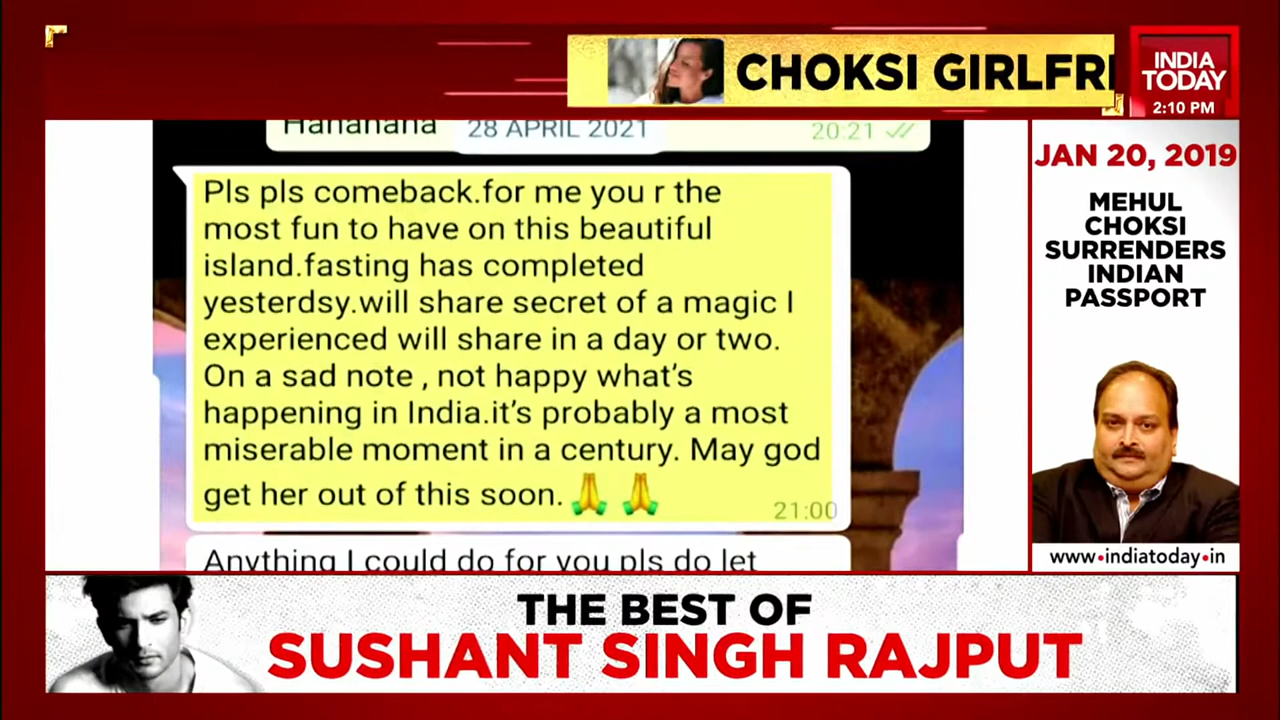 CHOKSI GIRLFRI
INDIA
TODAY
2:10 PM
Hahahaha
28 APRIL 2021
20:21
Pls pls comeback.for me you r the
most fun to have on this beautiful
island.fasting has completed
yesterdsy.will share secret of a magic I
experienced will share in a day or two.
On a sad note , not happy what's
happening in India.it's probably a most
miserable moment in a century. May god
get her out of this soon. 🙏 🙏
21:00
Anything I could do for you pls do let
JAN 20, 2019
MEHUL
CHOKSI
SURRENDERS
INDIAN
PASSPORT
www•indiatoday•in
THE BEST OF
SUSHANT SINGH RAJPUT